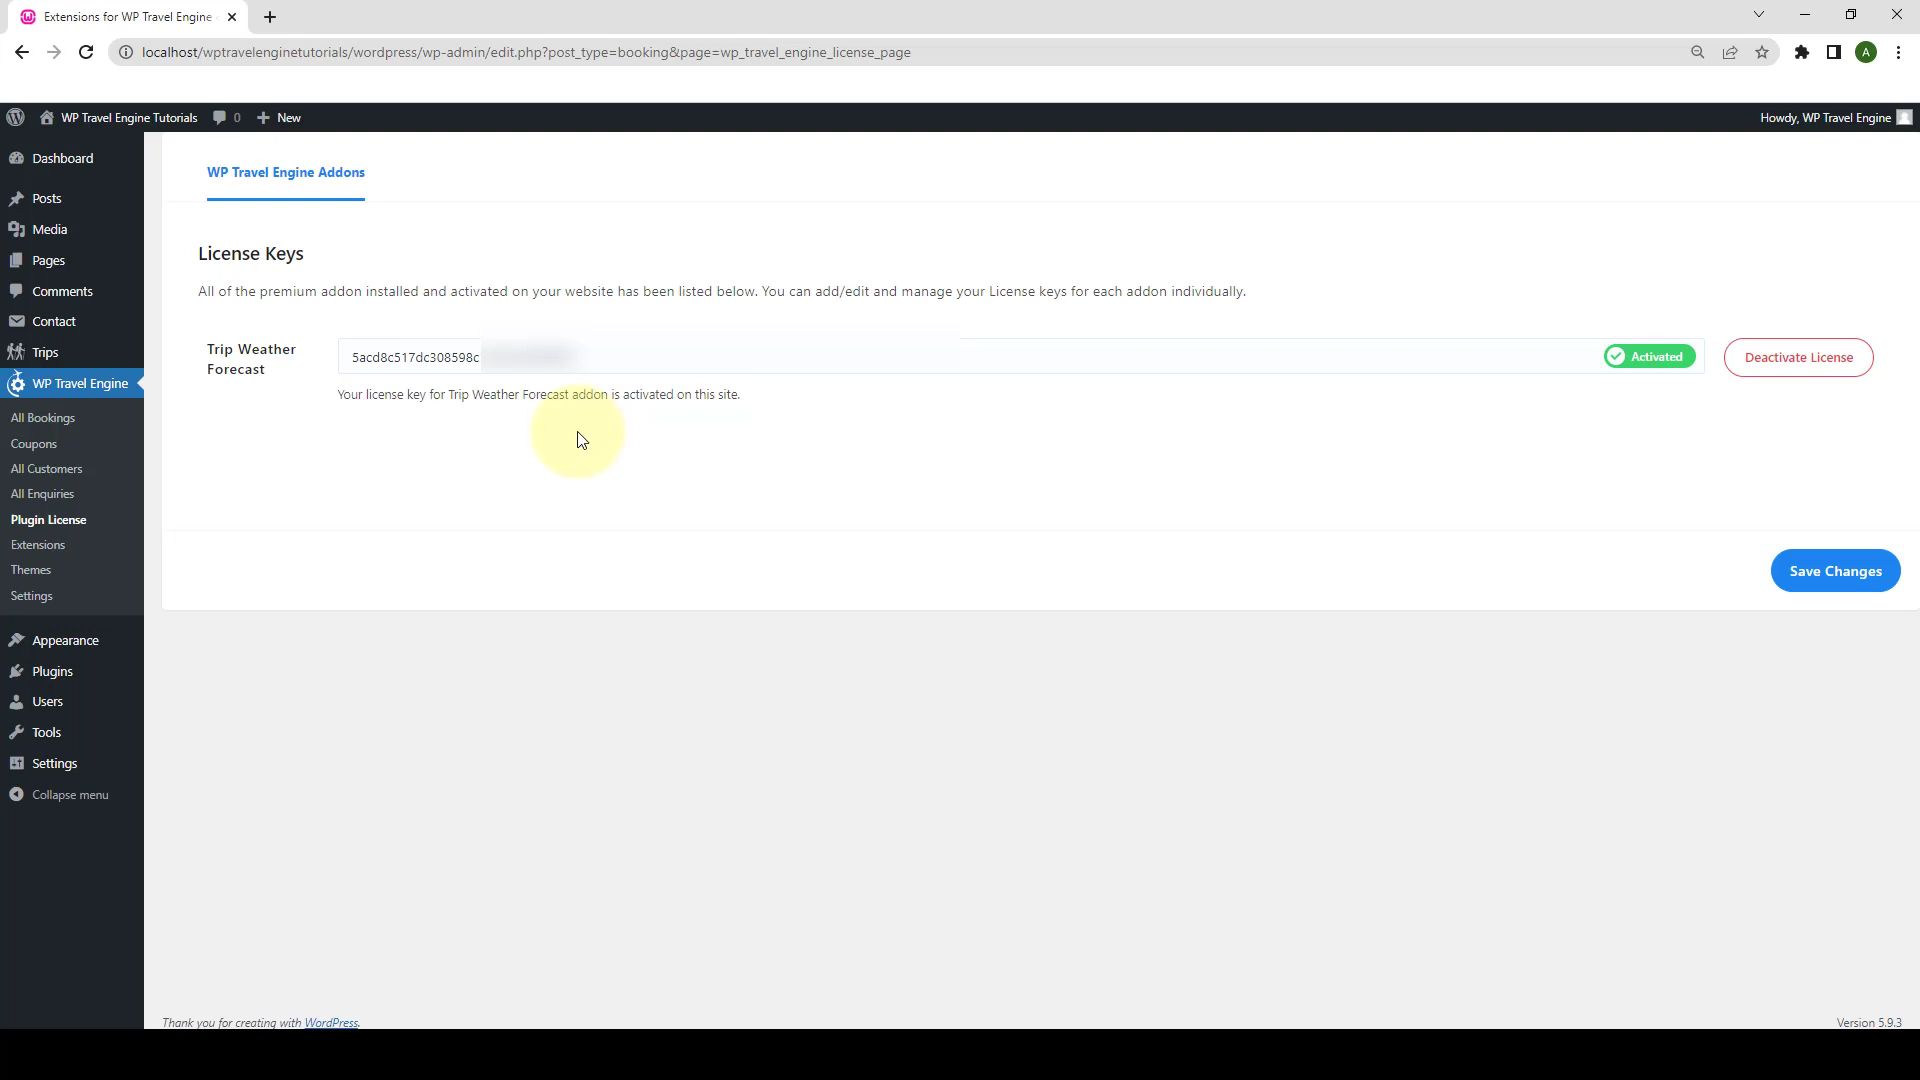 Extensions for WP Travel Engine
localhost/wptravelenginetutorials/wordpress/wp-admin/edit.php?post_type=booking&page=wp_travel_engine_license_page
A
WP Travel Engine Tutorials
0
New
Howdy, WP Travel Engine
Dashboard
Posts
Media
Pages
Comments
Contact
Trips
WP Travel Engine
All Bookings
Coupons
All Customers
All Enquiries
Plugin License
Extensions
Themes
Settings
Appearance
Plugins
Users
Tools
Settings
Collapse menu
WP Travel Engine Addons
License Keys
All of the premium addon installed and activated on your website has been listed below. You can add/edit and manage your License keys for each addon individually.
Trip Weather
Forecast
5acd8c517dc308598c
Activated
Deactivate License
Your license key for Trip Weather Forecast addon is activated on this site.
Save Changes
Thank you for creating with WordPress.
Version 5.9.3